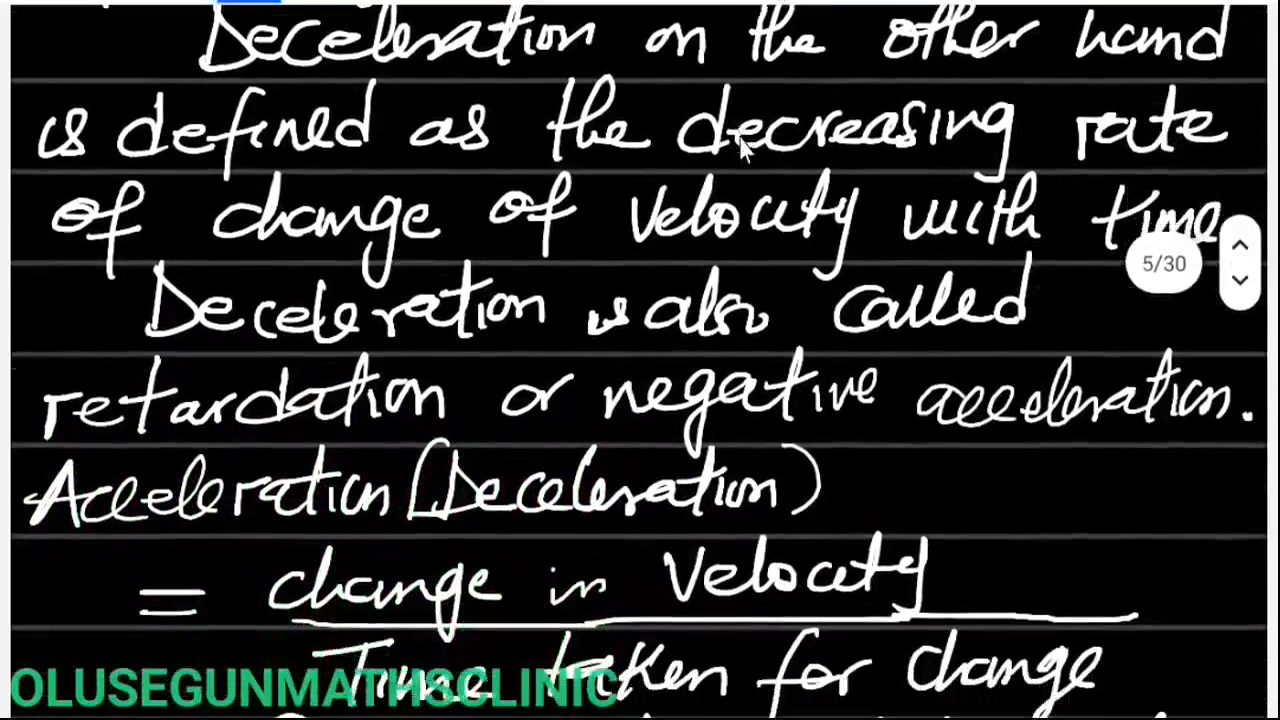 Deceleration on the other hand
is defined as the decreasing rate
of change of velocity with time
5/30
Deceleration is also called
retardation or negative acceleration.
Acceleration (Deceleration)
= change in velocity
Time taken for change
OLUSEGUNMATHSCLINIC